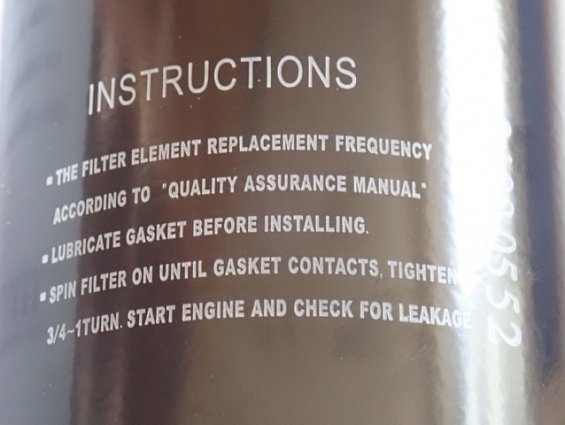 INSTRUCTIONS
▪ THE FILTER ELEMENT REPLACEMENT FREQUENCY
ACCORDING TO "QUALITY ASSURANCE MANUAL"
▪ LUBRICATE GASKET BEFORE INSTALLING.
▪ SPIN FILTER ON UNTIL GASKET CONTACTS, TIGHTEN
3/4~1TURN. START ENGINE AND CHECK FOR LEAKAGE.